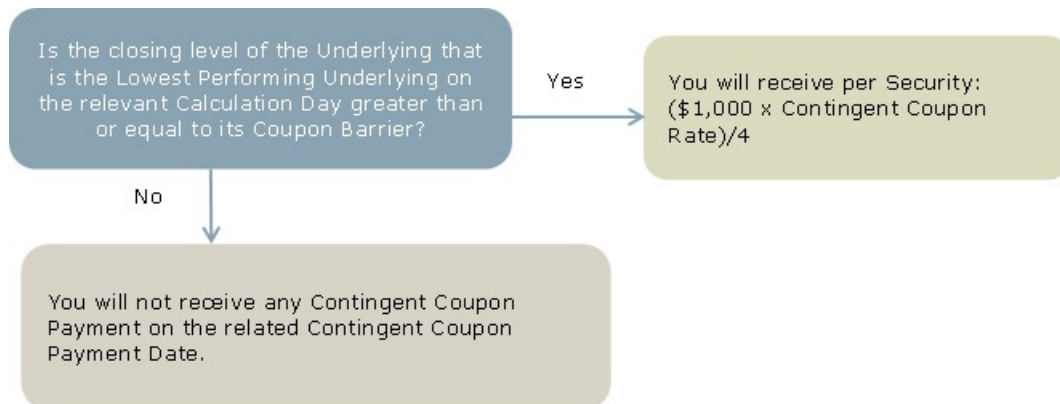 Is the closing level of the Underlying that
is the Lowest Performing Underlying on
the relevant Calculation Day greater than
or equal to its Coupon Barrier?
Yes
You will receive per Security:
($1,000 x Contingent Coupon
Rate)/4
No
You will not receive any Contingent Coupon
Payment on the related Contingent Coupon
Payment Date.